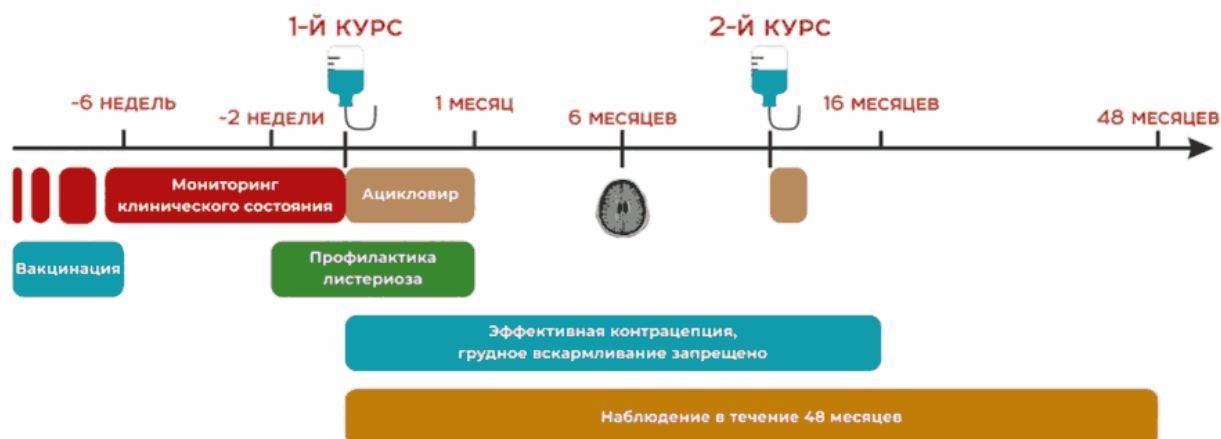 1-Й КУРС
2-Й КУРС
-6 НЕДЕЛЬ
-2 НЕДЕЛИ
1 МЕСЯЦ
6 МЕСЯЦЕВ
16 МЕСЯЦЕВ
48 МЕСЯЦЕВ
Мониторинг
клинического состояния
Ацикловир
Вакцинация
Профилактика
листериоза
Эффективная контрацепция,
грудное вскармливание запрещено
Наблюдение в течение 48 месяцев